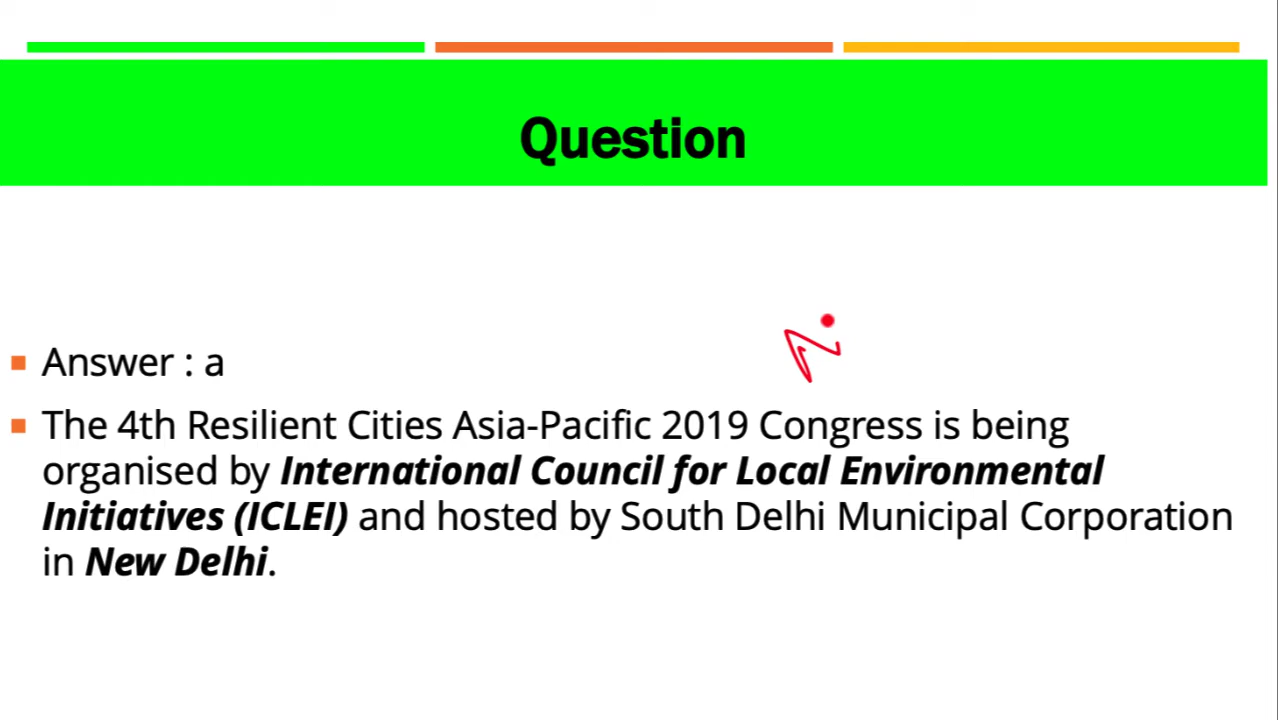 Question
Answer : a
The 4th Resilient Cities Asia-Pacific 2019 Congress is being
organised by International Council for Local Environmental
Initiatives (ICLEI) and hosted by South Delhi Municipal Corporation
in New Delhi.